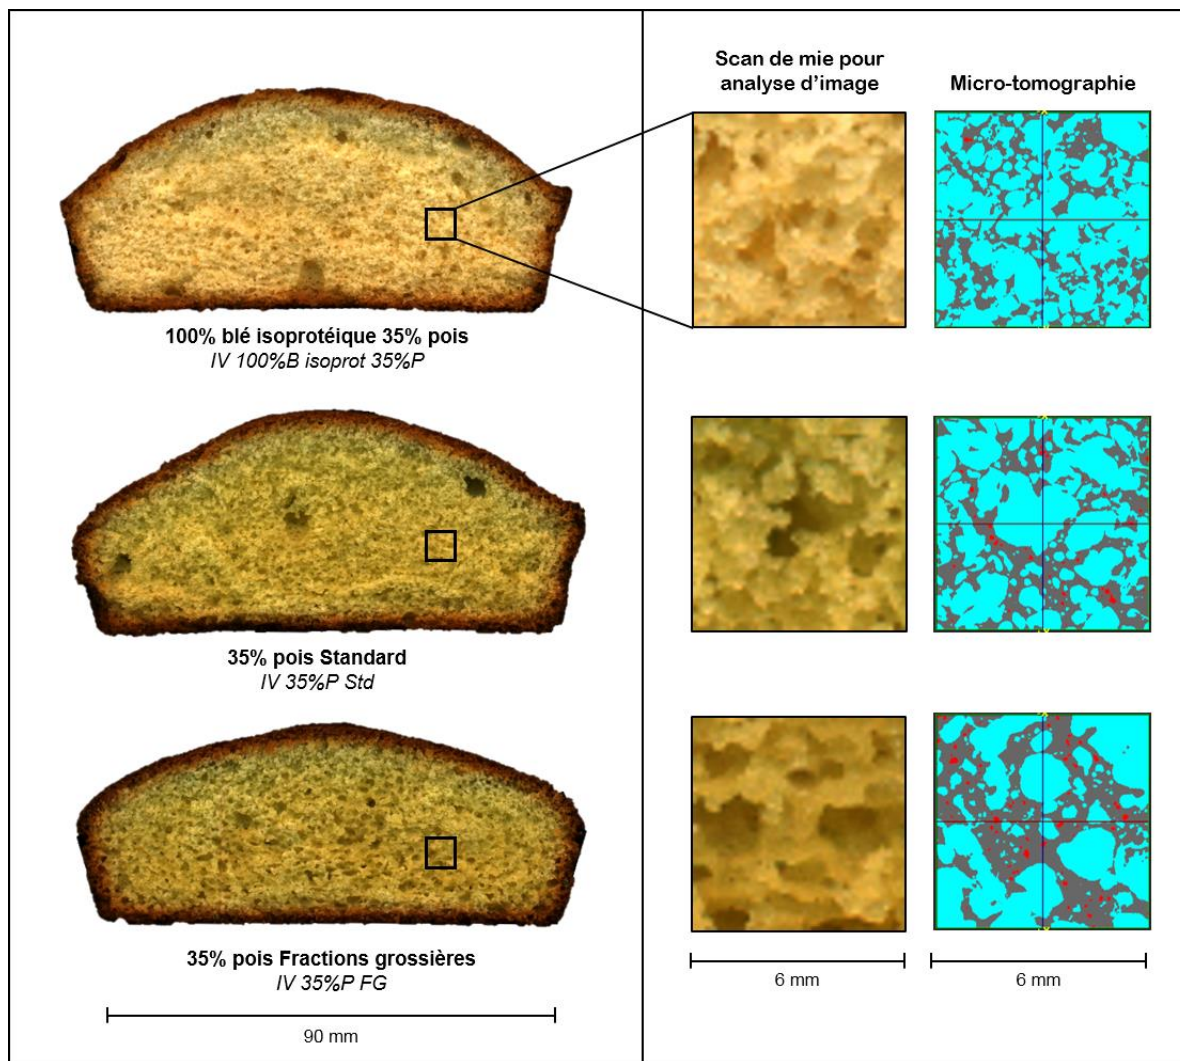 Scan de mie pour
analyse d'image
Micro-tomographie
100% blé isoprotéique 35% pois
IV 100%B isoprot 35%P
35% pois Standard
IV 35%P Std
35% pois Fractions grossières
IV 35%P FG
90 mm
6 mm
6 mm